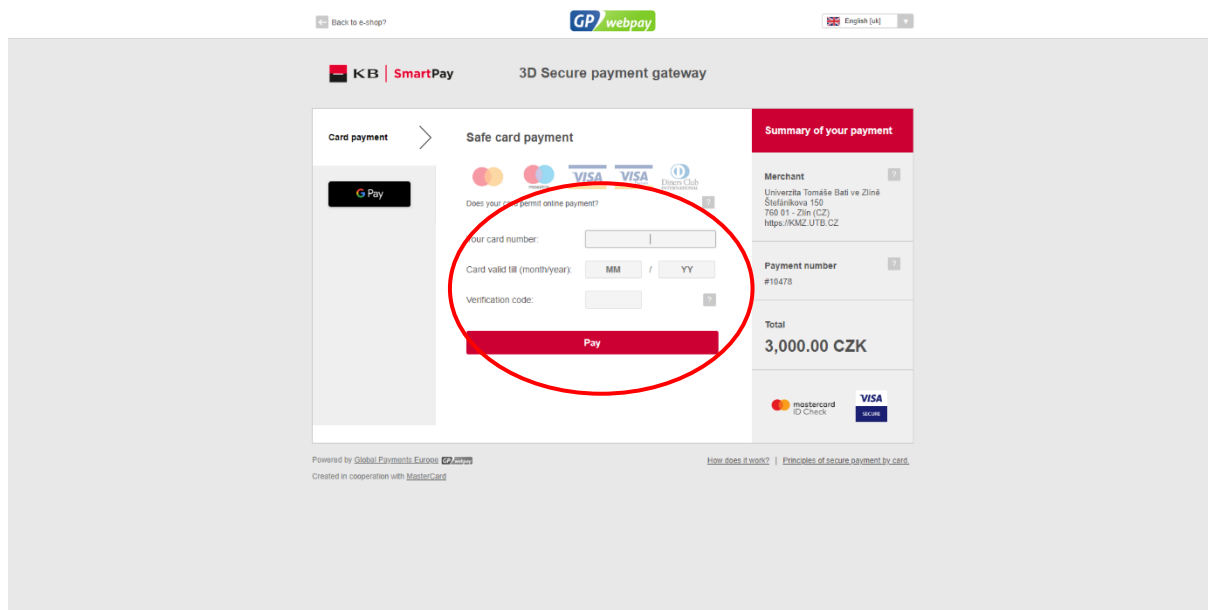 Back to e-shop?
GP webpay
English [uk]
KB SmartPay
3D Secure payment gateway
Card payment
G Pay
Safe card payment
VISA VISA Diners Club INTERNATIONAL
maestro
Does your card permit online payment?
?
Your card number:
Card valid till (month/year): MM / YY
Verification code:
?
Pay
Summary of your payment
Merchant ?
Univerzita Tomáše Bati ve Zlíně
Štefánikova 150
760 01 - Zlín (CZ)
https://KMZ.UTB.CZ
Payment number ?
#10478
Total
3,000.00 CZK
mastercard
ID Check
VISA
SECURE
Powered by Global Payments Europe GP webpay
Created in cooperation with MasterCard
How does it work? | Principles of secure payment by card.